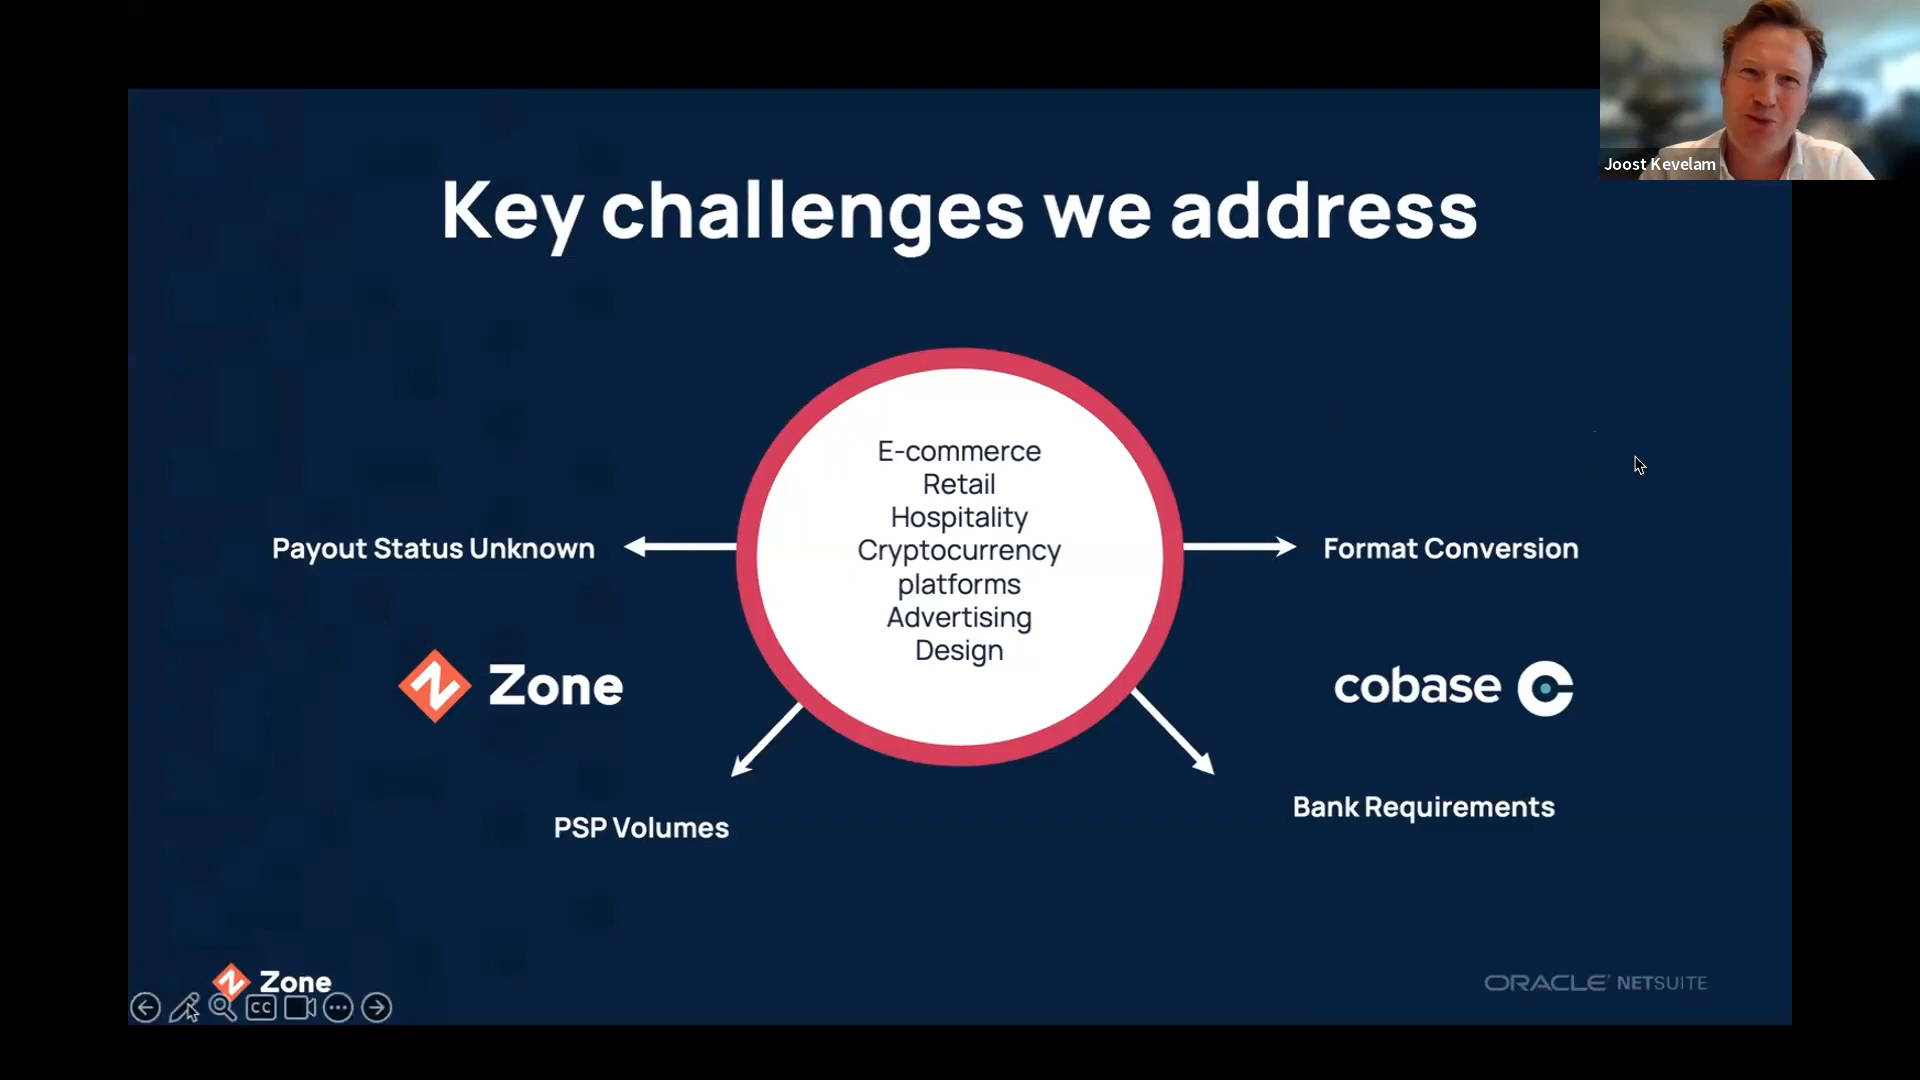 Joost Kevelam
Key challenges we address
E-commerce
Retail
Hospitality
Cryptocurrency
platforms
Advertising
Design
Payout Status Unknown
Format Conversion
Zone
cobase
PSP Volumes
Bank Requirements
Zone
ORACLE NETSUITE
CC